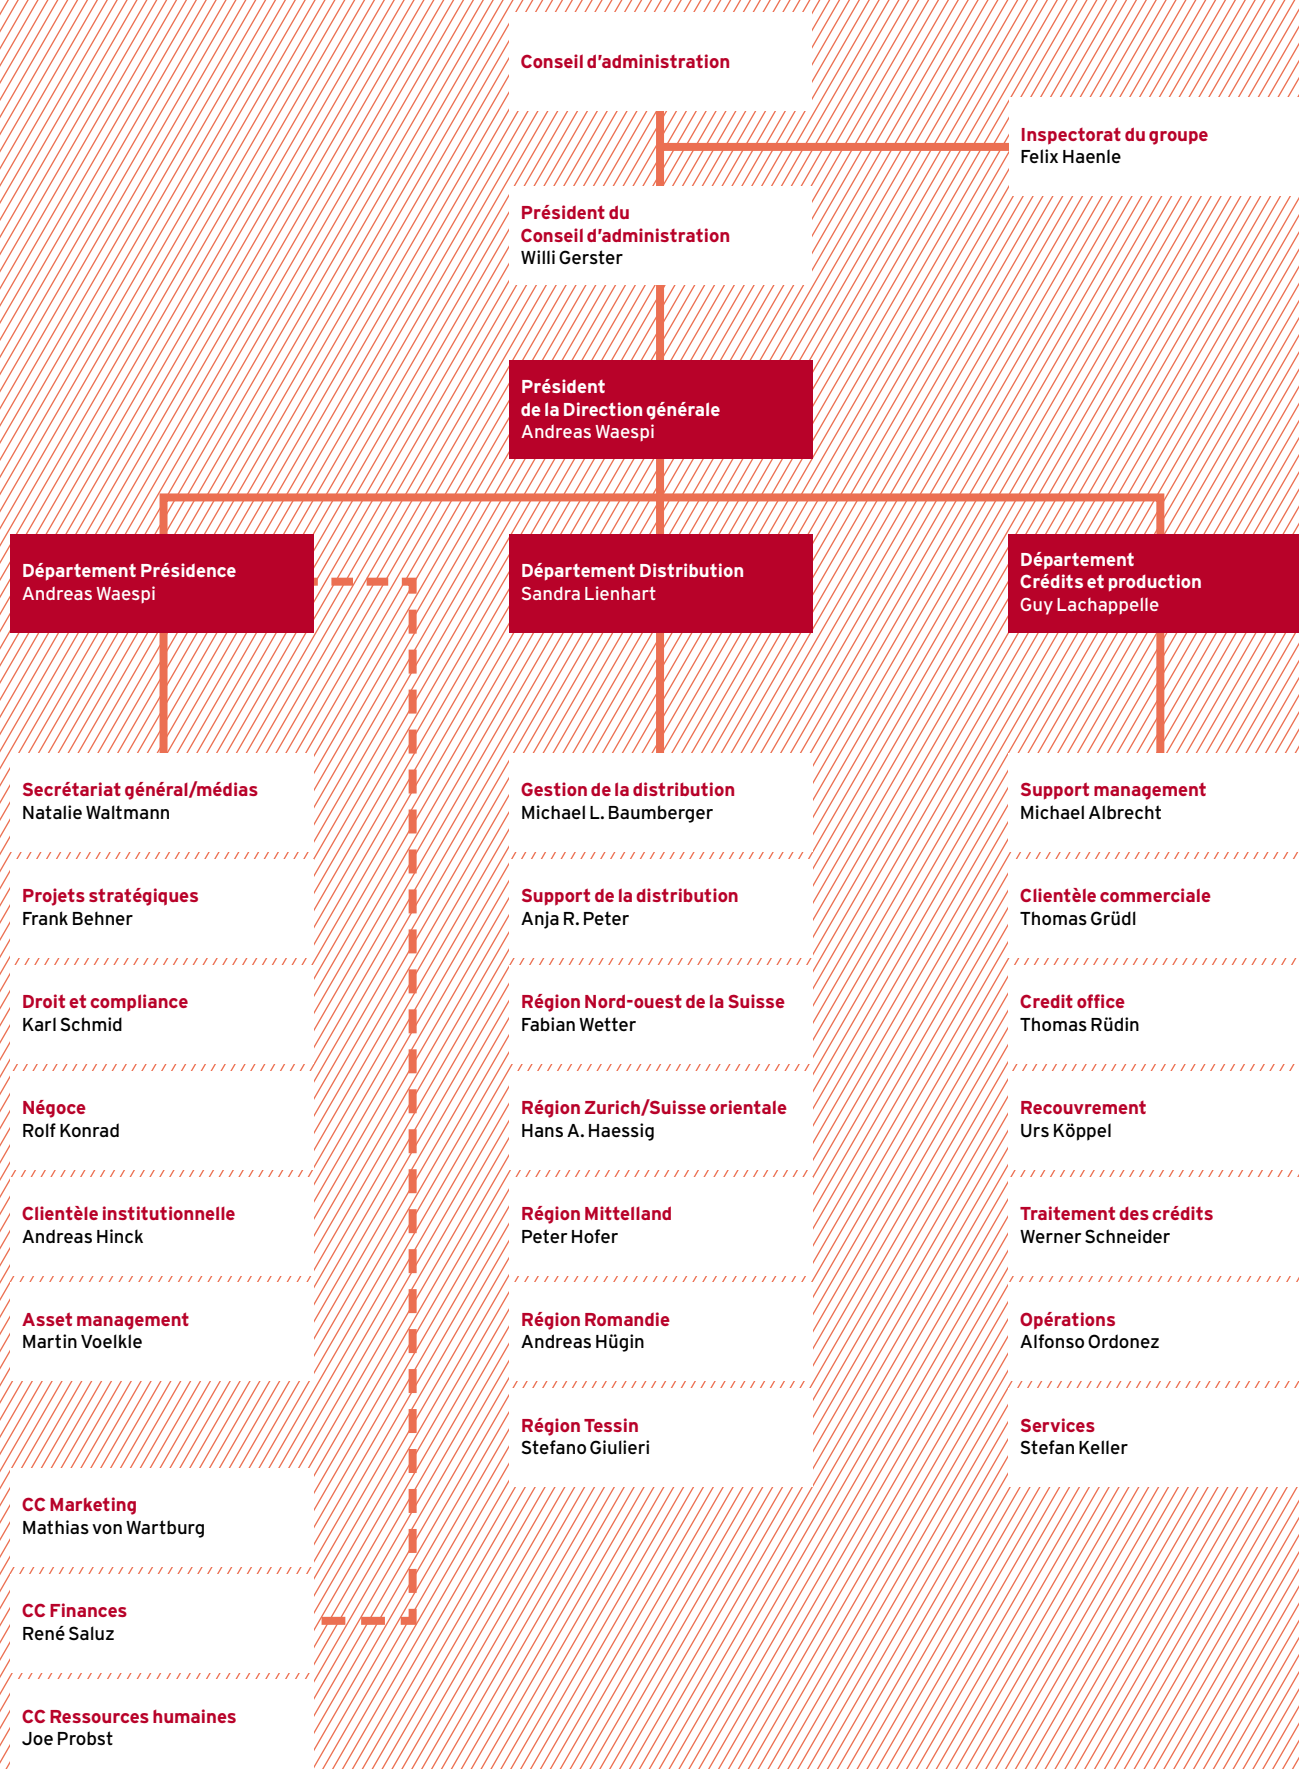 Conseil d'administration
Inspectorat du groupe
Felix Haenle
Président du
Conseil d'administration
Willi Gerster
Président
de la Direction générale
Andreas Waespi
Département Présidence
Andreas Waespi
Département Distribution
Sandra Lienhart
Département
Crédits et production
Guy Lachappelle
Secrétariat général/médias
Natalie Waltmann
Projets stratégiques
Frank Behner
Droit et compliance
Karl Schmid
Négoce
Rolf Konrad
Clientèle institutionnelle
Andreas Hinck
Asset management
Martin Voelkle
CC Marketing
Mathias von Wartburg
CC Finances
René Saluz
CC Ressources humaines
Joe Probst
Gestion de la distribution
Michael L. Baumberger
Support de la distribution
Anja R. Peter
Région Nord-ouest de la Suisse
Fabian Wetter
Région Zurich/Suisse orientale
Hans A. Haessig
Région Mittelland
Peter Hofer
Région Romandie
Andreas Hügin
Région Tessin
Stefano Giulieri
Support management
Michael Albrecht
Clientèle commerciale
Thomas Grüdl
Credit office
Thomas Rüdin
Recouvrement
Urs Köppel
Traitement des crédits
Werner Schneider
Opérations
Alfonso Ordonez
Services
Stefan Keller